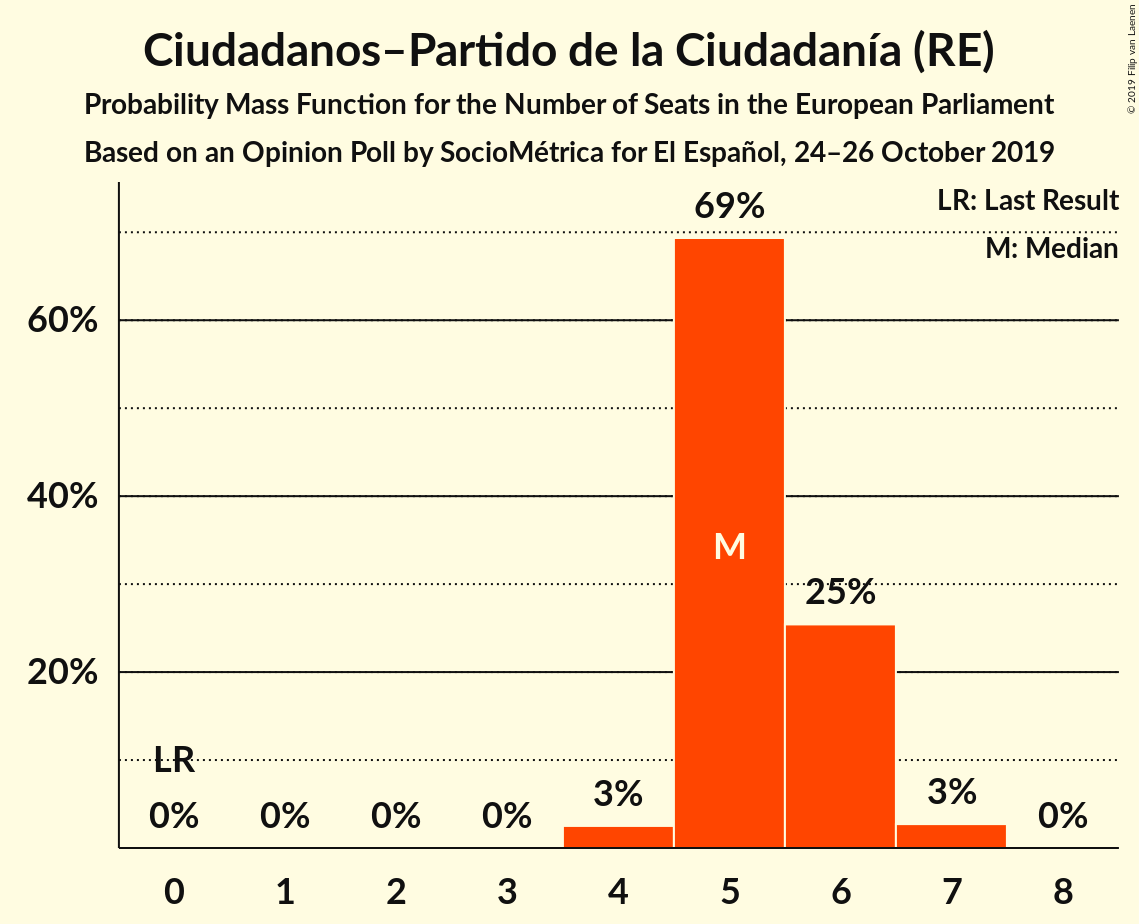 Ciudadanos–Partido de la Ciudadanía (RE)
Probability Mass Function for the Number of Seats in the European Parliament
Based on an Opinion Poll by SocioMétrica for El Español, 24–26 October 2019
© 2019 Filip van Laenen
LR: Last Result
M: Median
69%
60%
40%
M
25%
20%
LR
0% 0% 0% 0% 3% 3% 0%
0 1 2 3 4 5 6 7 8